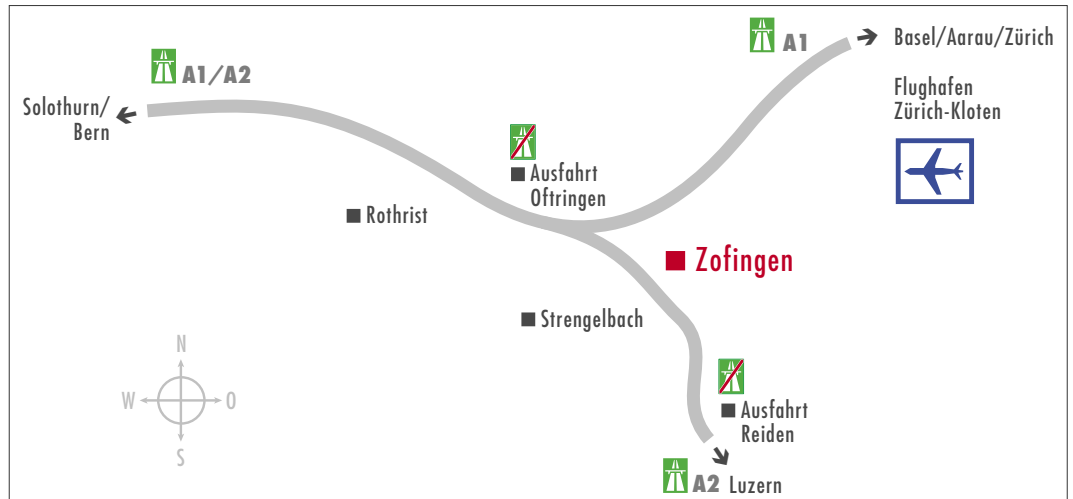 A1
Basel/Aarau/Zürich
A1/A2
Flughafen
Zürich-Kloten
Solothurn/
Bern
Ausfahrt
Oftringen
Rothrist
Zofingen
Strengelbach
N
W
O
S
Ausfahrt
Reiden
A2
Luzern